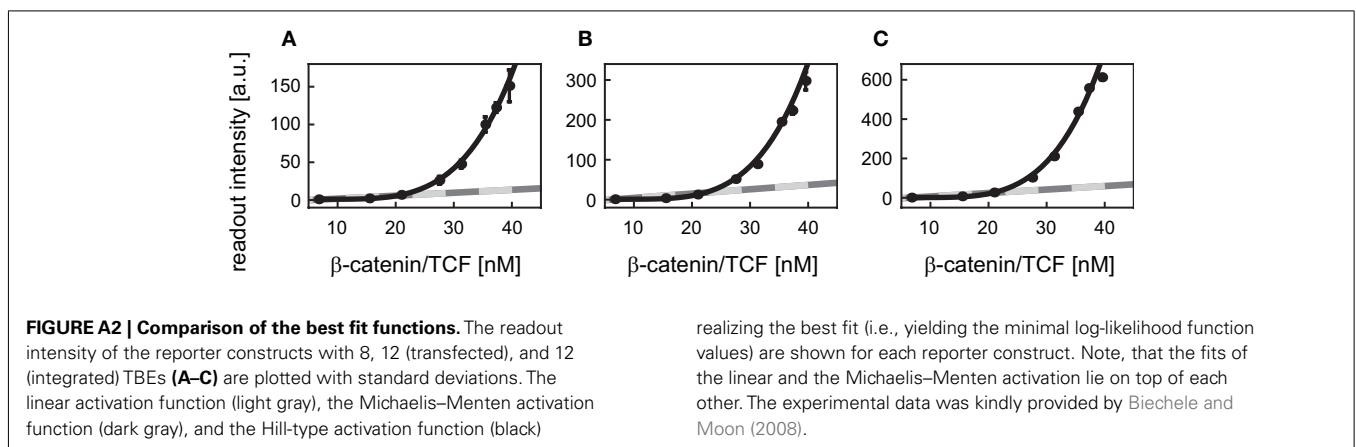 A
B
C
readout intensity [a.u.]
150
100
50
0
10
20
30
40
β-catenin/TCF [nM]
300
200
100
0
10
20
30
40
β-catenin/TCF [nM]
600
400
200
0
10
20
30
40
β-catenin/TCF [nM]
FIGURE A2 | Comparison of the best fit functions. The readout
intensity of the reporter constructs with 8, 12 (transfected), and 12
(integrated) TBEs (A–C) are plotted with standard deviations. The
linear activation function (light gray), the Michaelis–Menten activation
function (dark gray), and the Hill-type activation function (black)
realizing the best fit (i.e., yielding the minimal log-likelihood function
values) are shown for each reporter construct. Note, that the fits of
the linear and the Michaelis–Menten activation lie on top of each
other. The experimental data was kindly provided by Biechele and
Moon (2008).